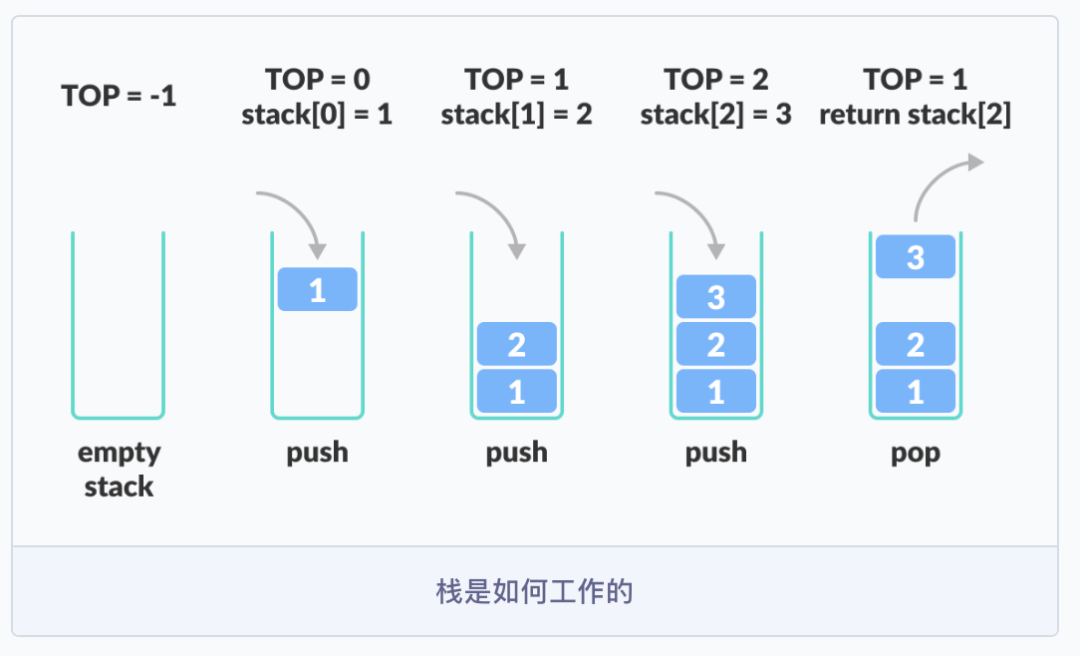 TOP = -1
TOP = 0
stack[0] = 1
TOP = 1
stack[1] = 2
TOP = 2
stack[2] = 3
TOP = 1
return stack[2]
1
2
1
3
2
1
3
2
1
empty
stack
push
push
push
pop
栈是如何工作的